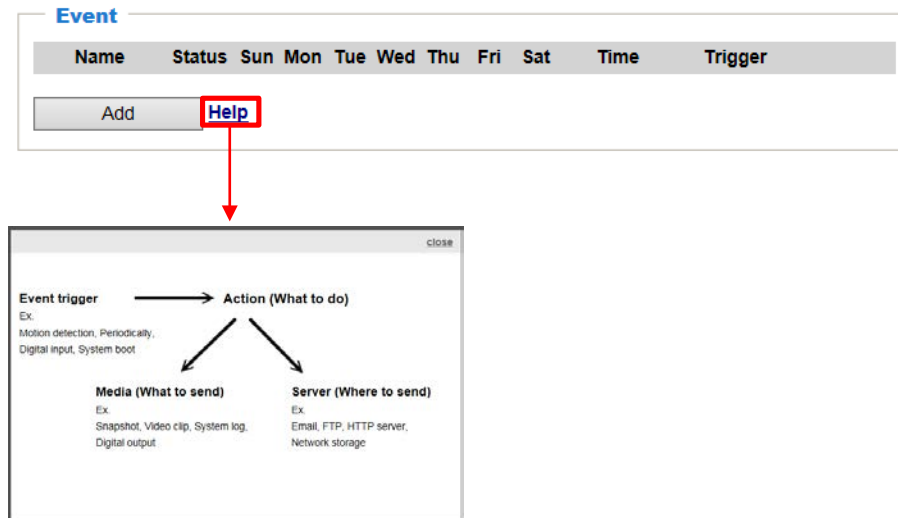 Event
Name Status Sun Mon Tue Wed Thu Fri Sat Time Trigger
Add Help
close
Event trigger Action (What to do)
Ex.
Motion detection, Periodically,
Digital input, System boot
Media (What to send) Server (Where to send)
Ex. Ex.
Snapshot, Video clip, System log, Email, FTP, HTTP server,
Digital output Network storage